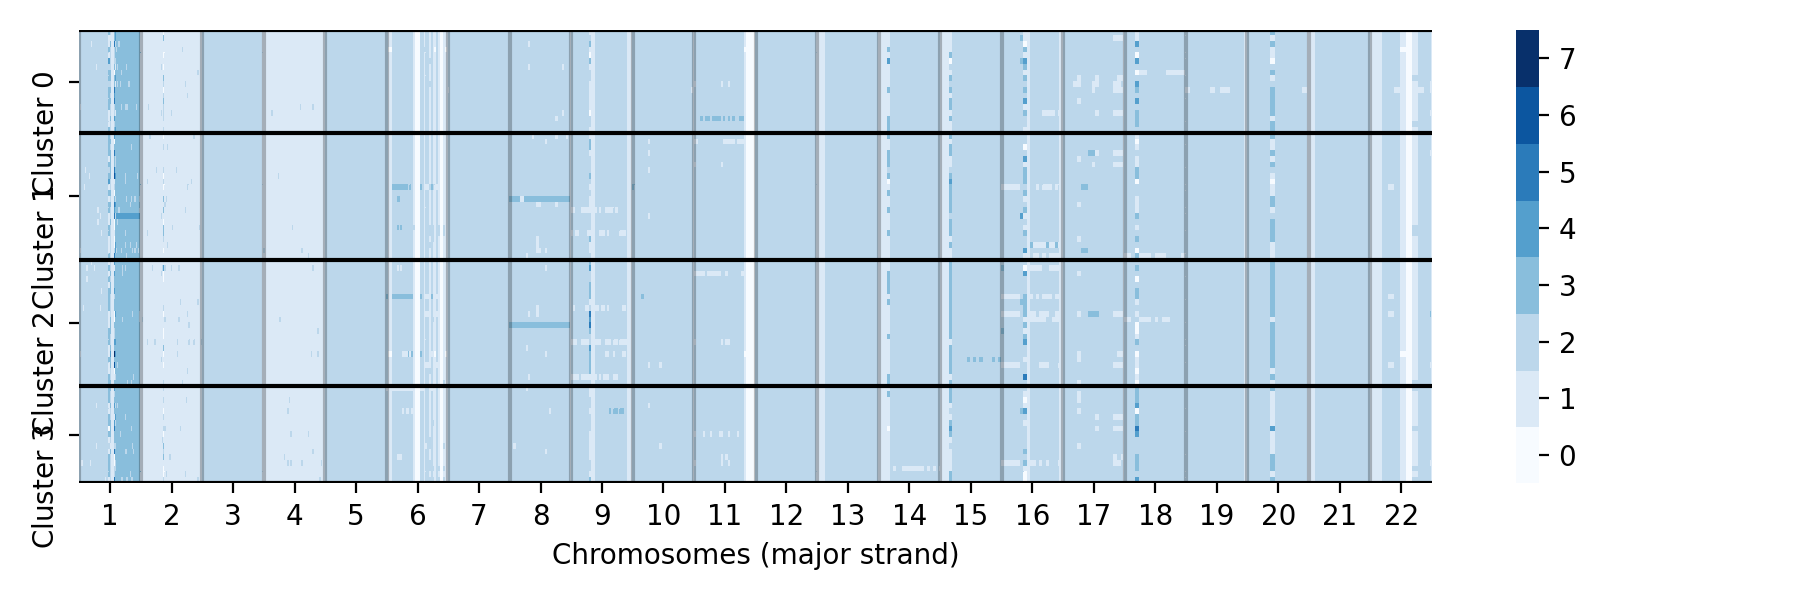 Cluster 0
Cluster 1
Cluster 2
Cluster 3
1 2 3 4 5 6 7 8 9 10 11 12 13 14 15 16 17 18 19 20 21 22
Chromosomes (major strand)
7
6
5
4
3
2
1
0